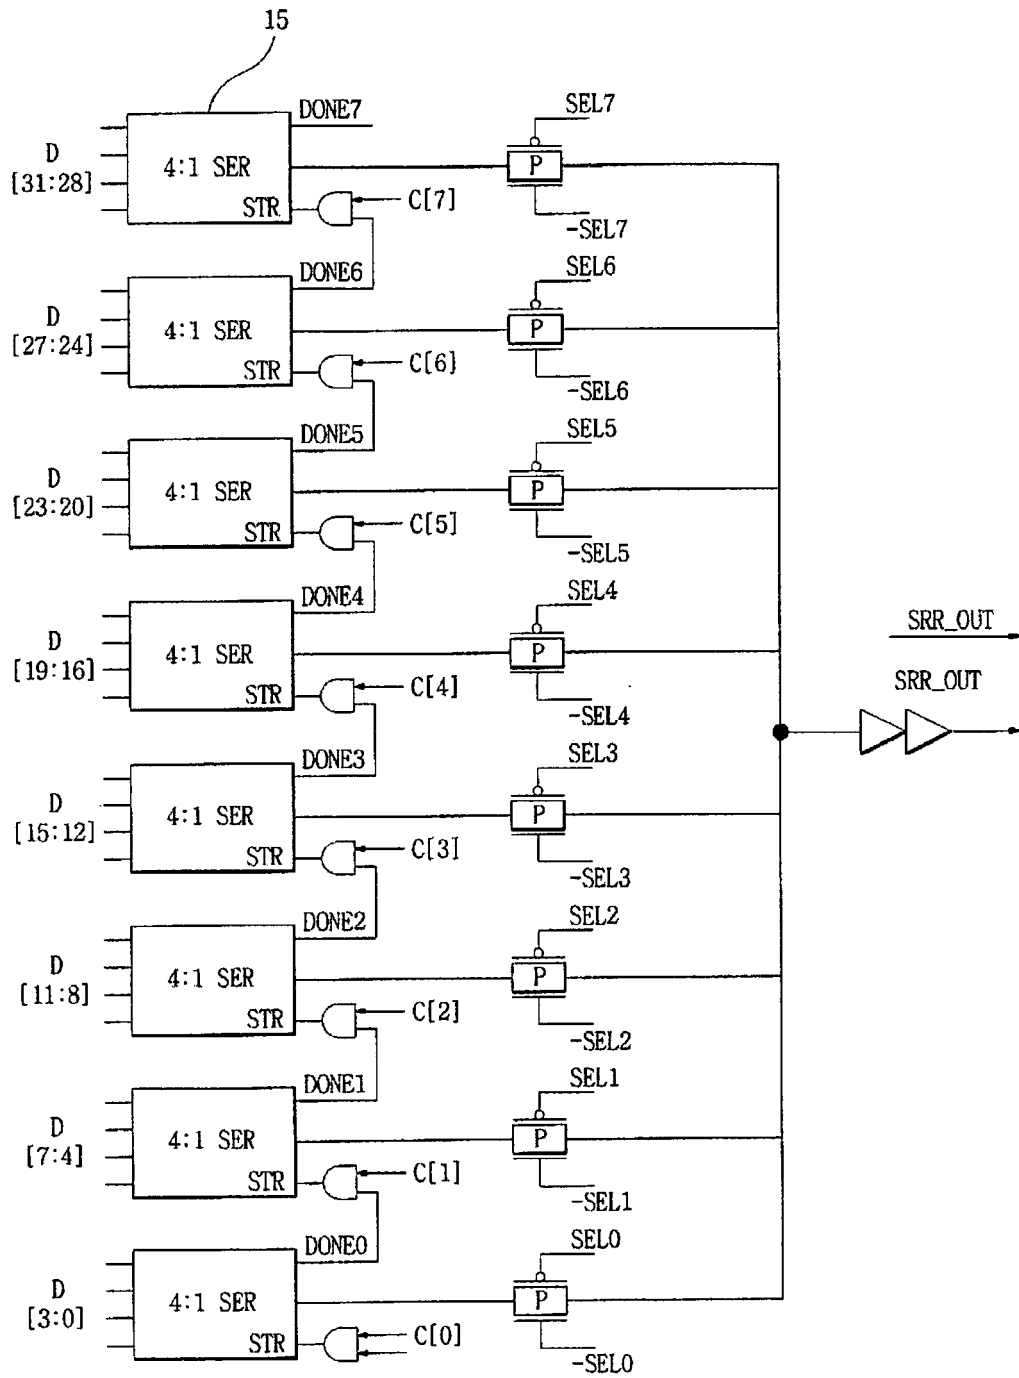 15
DONE7
SEL7
D
[31:28]
4:1 SER
P
STR
C[7]
-SEL7
DONE6
SEL6
D
[27:24]
4:1 SER
P
STR
C[6]
-SEL6
DONE5
SEL5
D
[23:20]
4:1 SER
P
STR
C[5]
-SEL5
DONE4
SEL4
D
[19:16]
4:1 SER
P
STR
C[4]
-SEL4
SRR_OUT
SRR_OUT
DONE3
SEL3
D
[15:12]
4:1 SER
P
STR
C[3]
-SEL3
DONE2
SEL2
D
[11:8]
4:1 SER
P
STR
C[2]
-SEL2
DONE1
SEL1
D
[7:4]
4:1 SER
P
STR
C[1]
-SEL1
DONE0
SEL0
D
[3:0]
4:1 SER
P
STR
C[0]
-SEL0